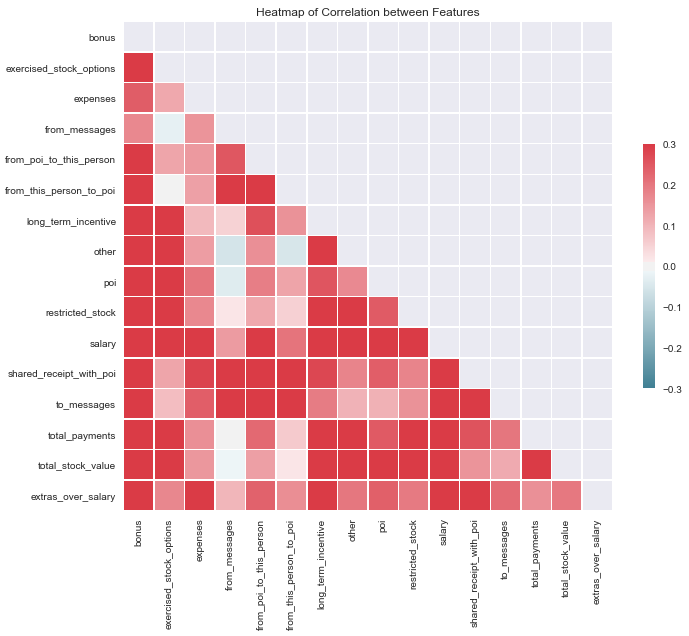 Heatmap of Correlation between Features
bonus
exercised_stock_options
expenses
from_messages
from_poi_to_this_person
from_this_person_to_poi
long_term_incentive
other
poi
restricted_stock
salary
shared_receipt_with_poi
to_messages
total_payments
total_stock_value
extras_over_salary
bonus
exercised_stock_options
expenses
from_messages
from_poi_to_this_person
from_this_person_to_poi
long_term_incentive
other
poi
restricted_stock
salary
shared_receipt_with_poi
to_messages
total_payments
total_stock_value
extras_over_salary
0.3
0.2
0.1
0.0
−0.1
−0.2
−0.3